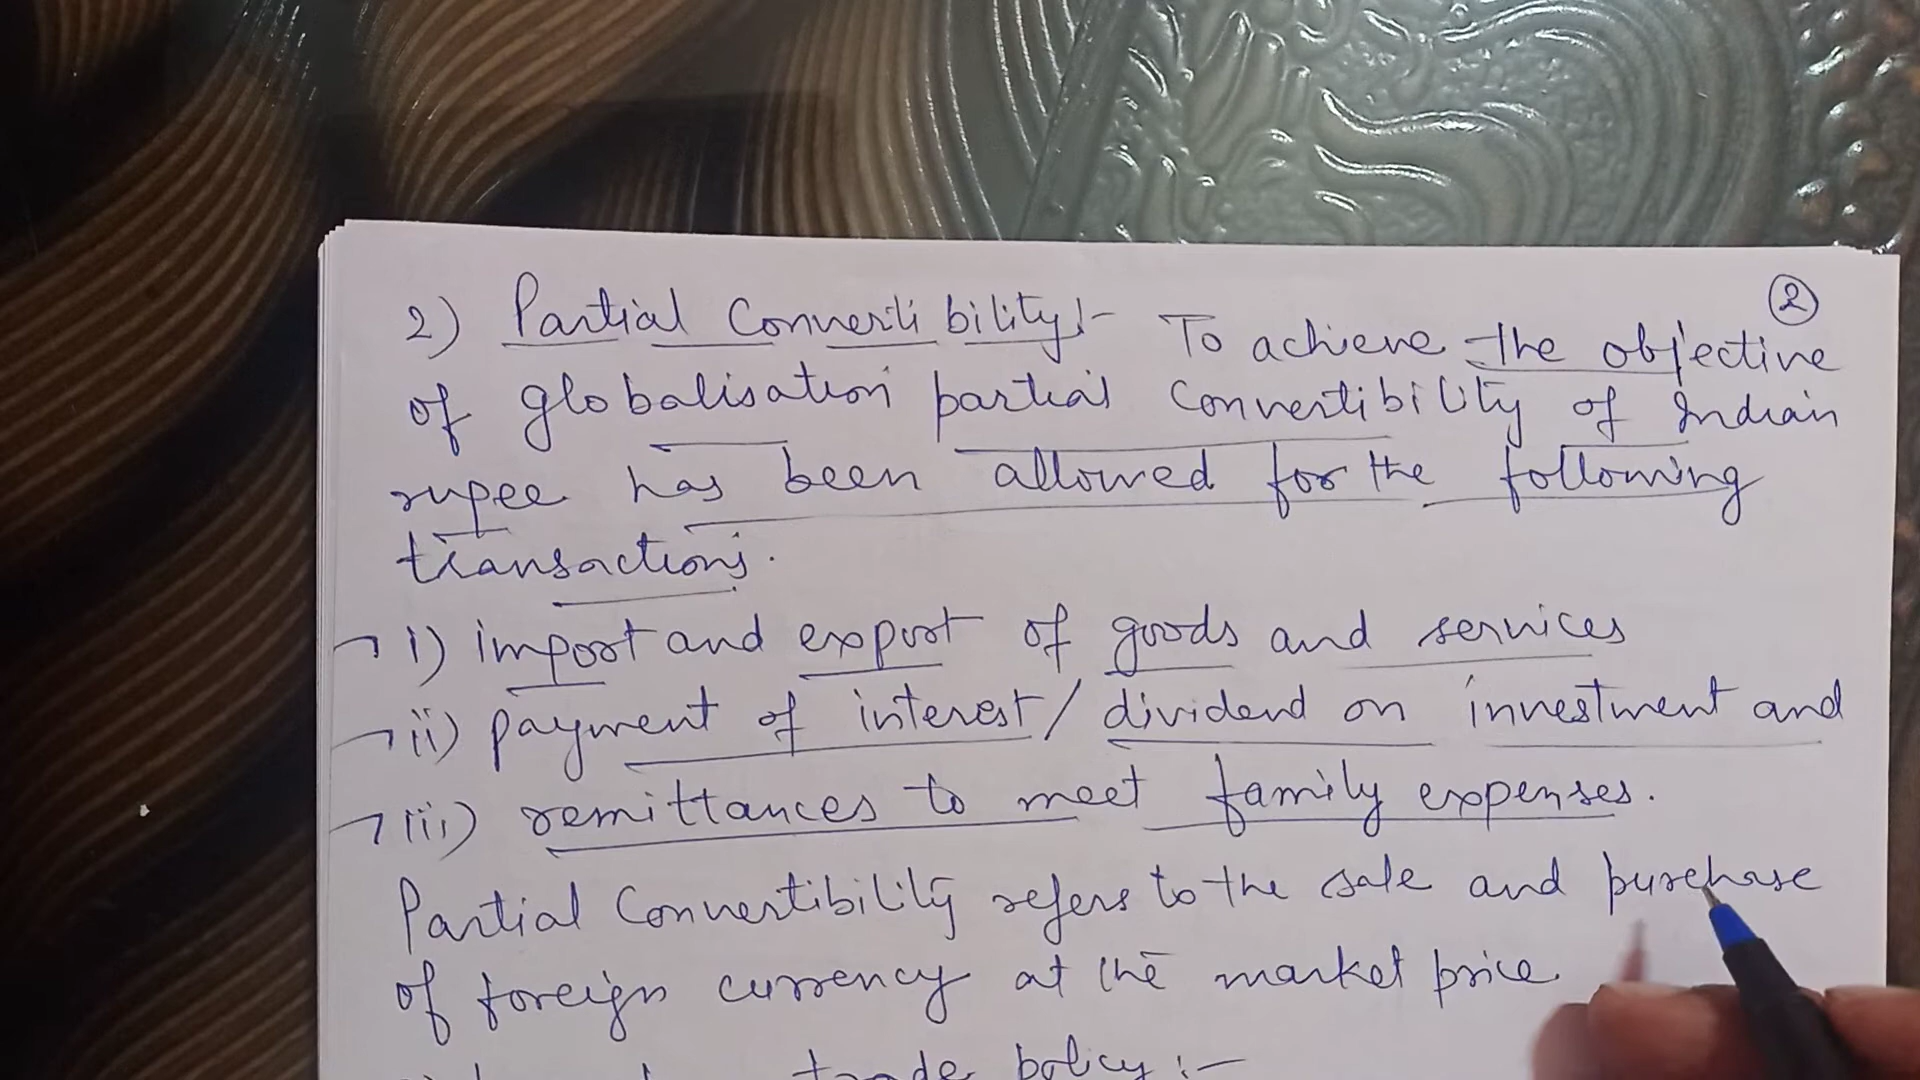 2
2) Partial Convertibility:- To achieve the objective
of globalisation partial convertibility of Indian
rupee has been allowed for the following
transactions.
i) import and export of goods and services
ii) payment of interest/dividend on investment and
iii) remittances to meet family expenses.
Partial Convertibility refers to the sale and purchase
of foreign currency at the market price.
trade policy:-